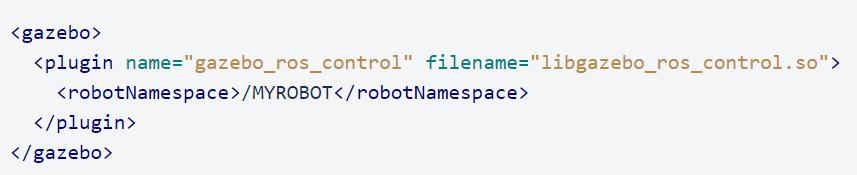 <gazebo>
  <plugin name="gazebo_ros_control" filename="libgazebo_ros_control.so">
    <robotNamespace>/MYROBOT</robotNamespace>
  </plugin>
</gazebo>